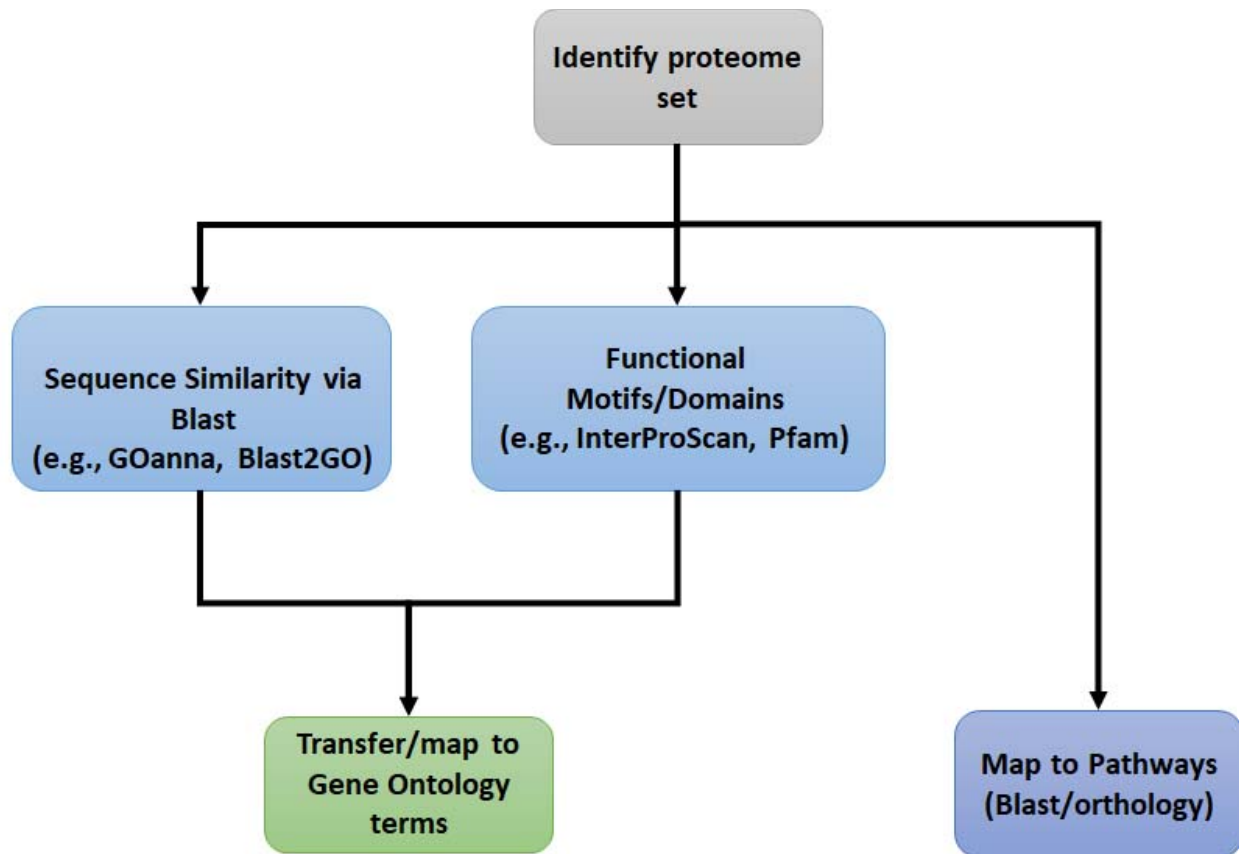 Identify proteome
set
Sequence Similarity via
Blast
(e.g., GOanna, Blast2GO)
Functional
Motifs/Domains
(e.g., InterProScan, Pfam)
Transfer/map to
Gene Ontology
terms
Map to Pathways
(Blast/orthology)